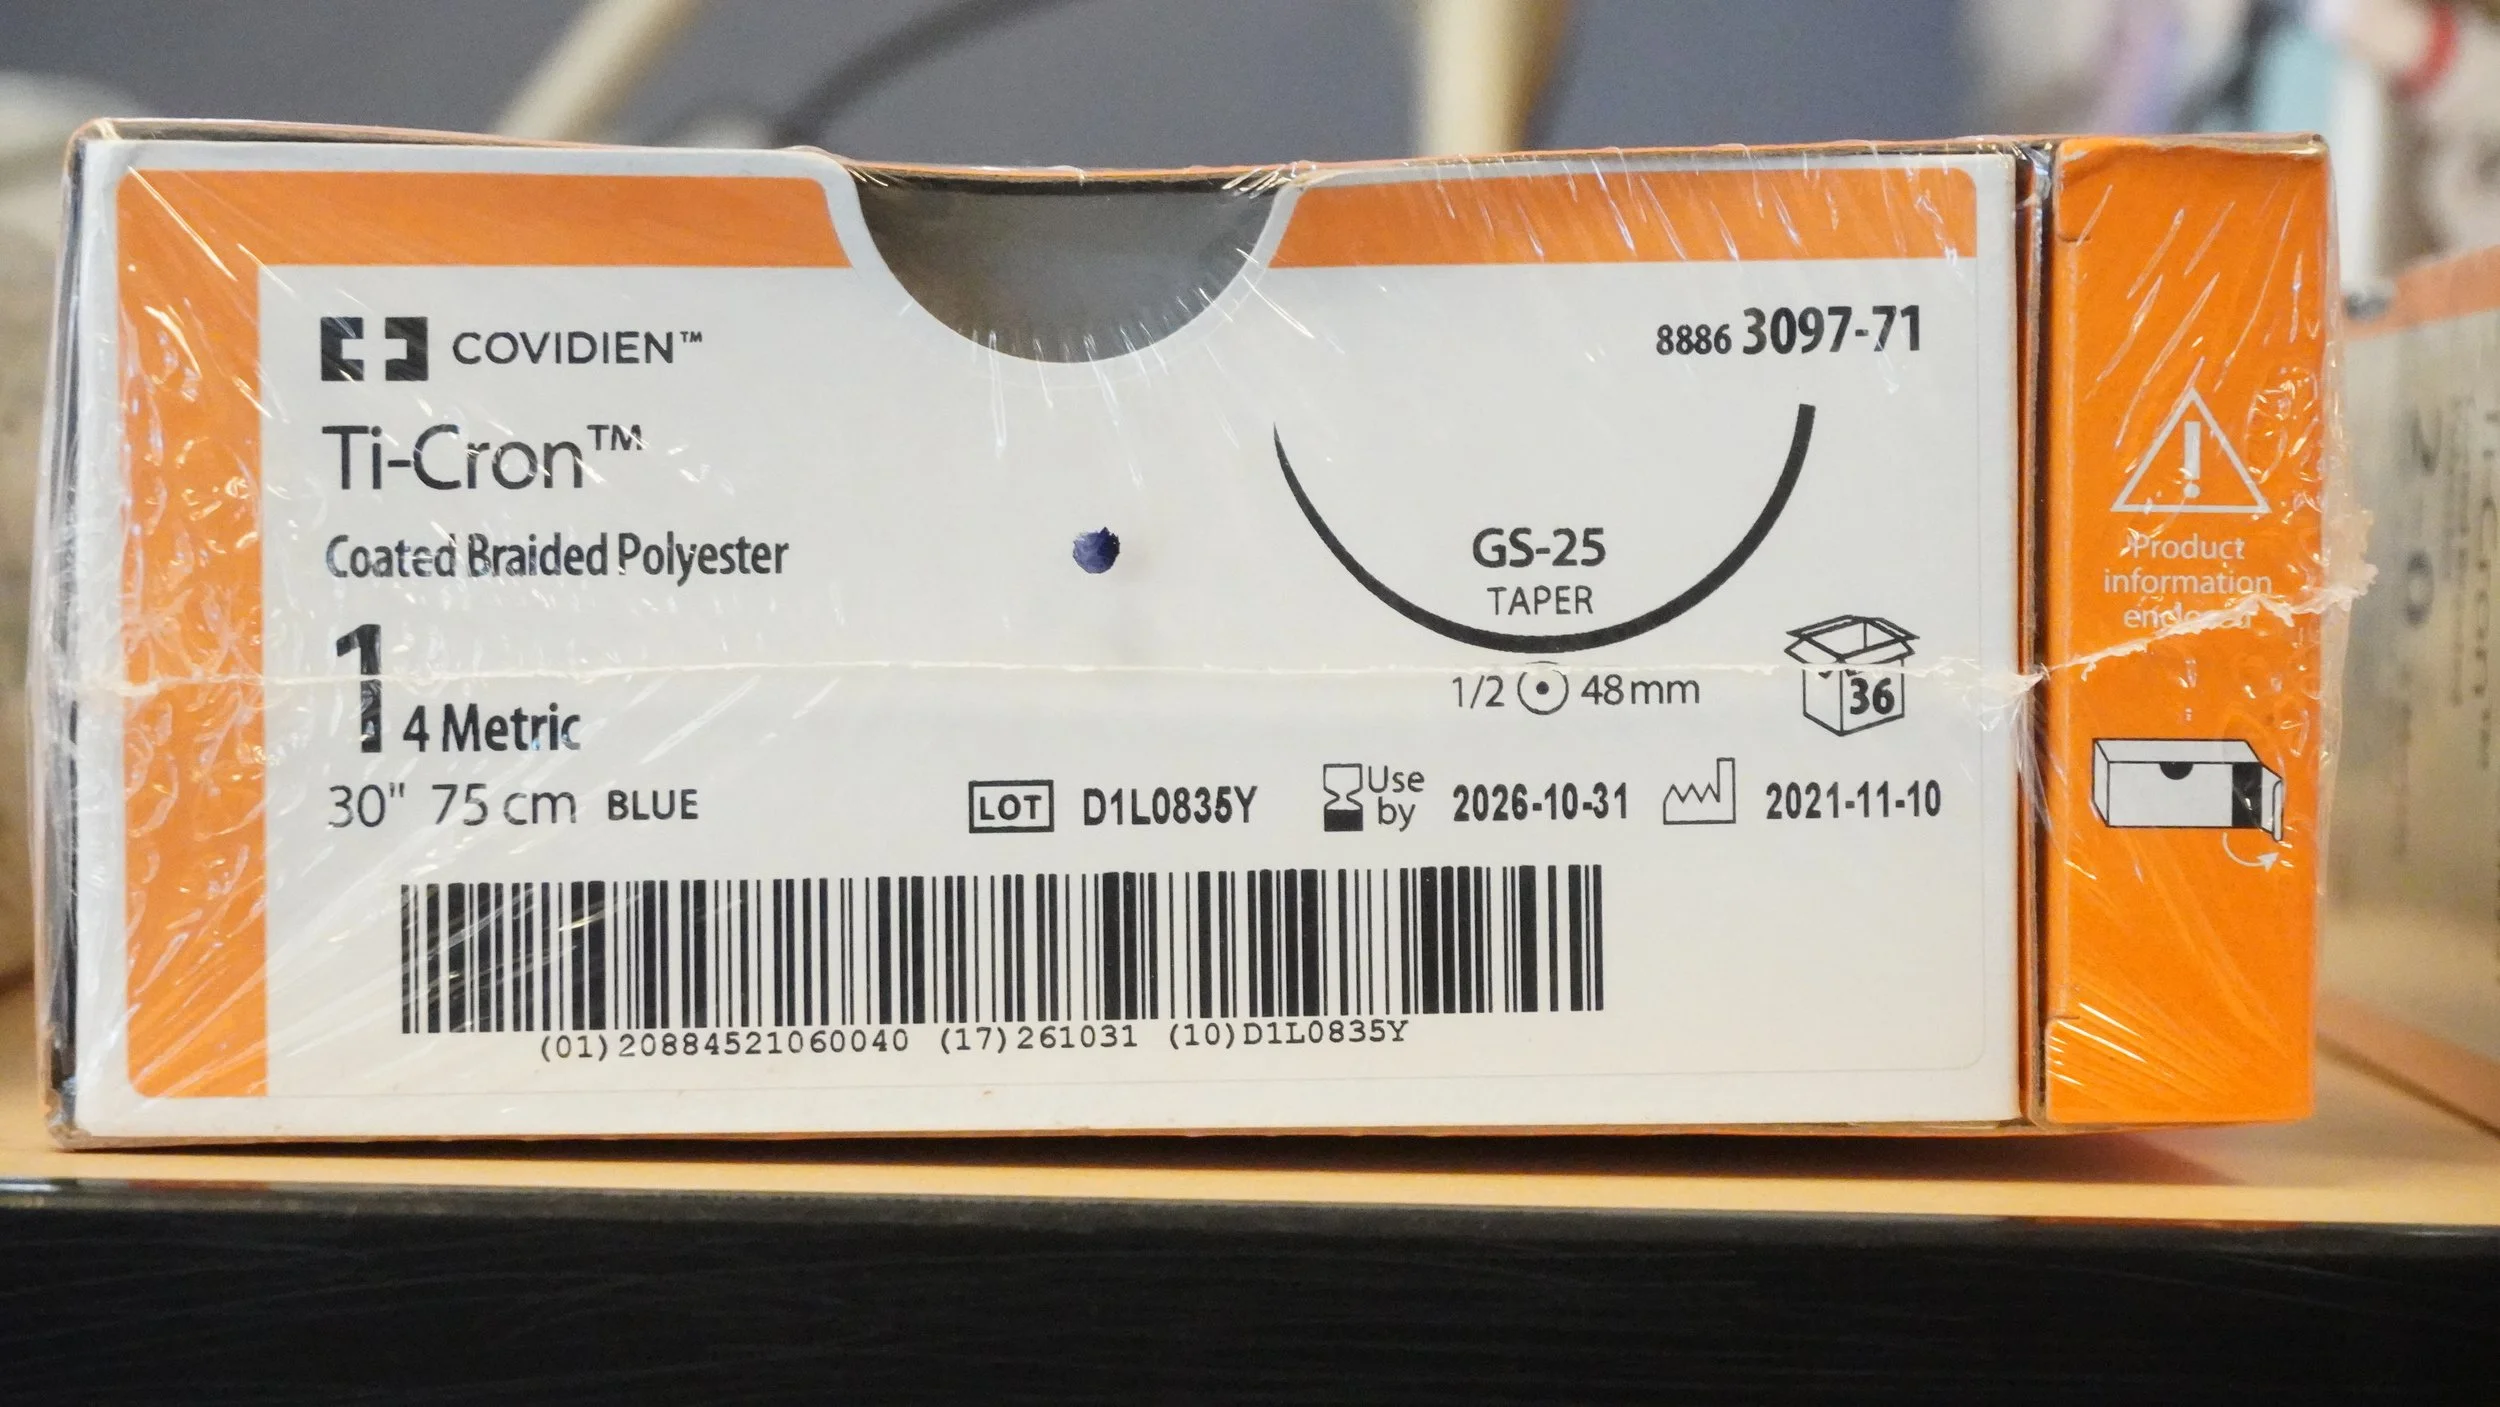 COVIDIEN™
8886 3097-71
Ti-Cron™
Coated Braided Polyester
GS-25
TAPER
1 4 Metric
1/2 48mm
36
30" 75 cm BLUE
LOT D1L0835Y
Use by 2026-10-31
2021-11-10
(01)20884521060040 (17)261031 (10)D1L0835Y
Product
information
enclosed